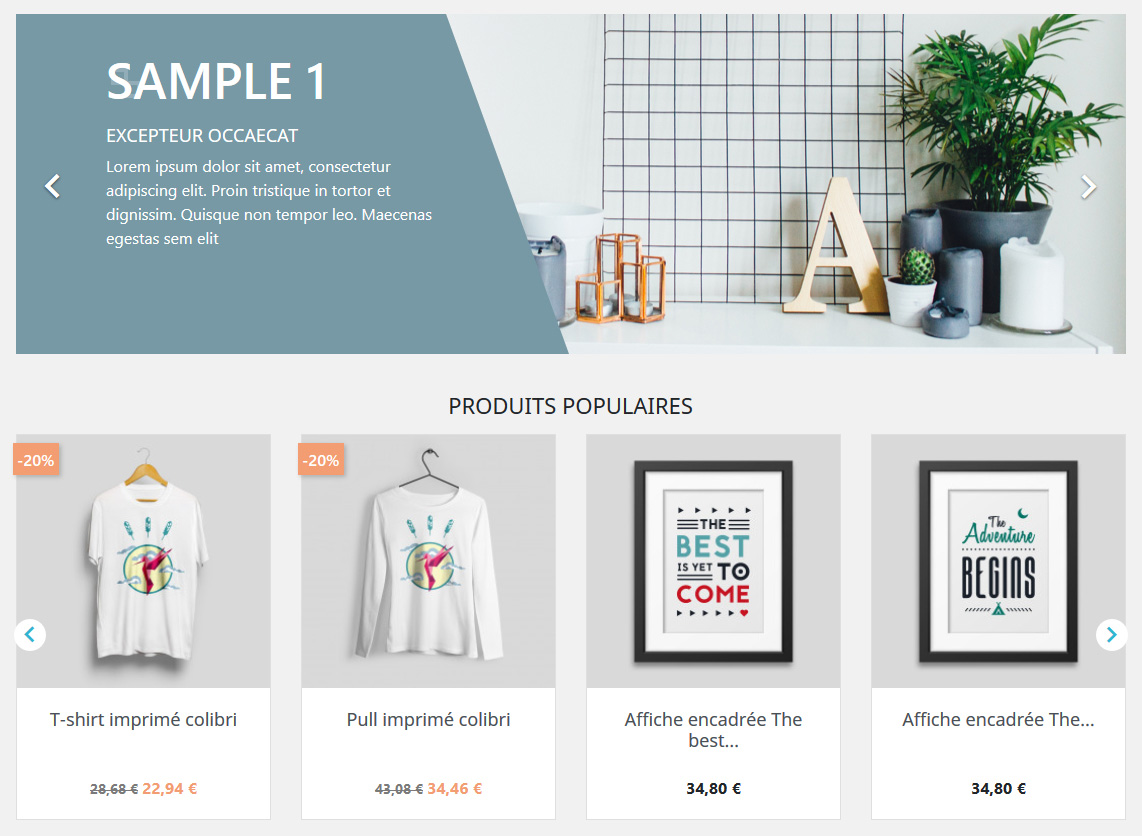 SAMPLE 1
EXCEPTEUR OCCAECAT
Lorem ipsum dolor sit amet, consectetur
adipiscing elit. Proin tristique in tortor et
dignissim. Quisque non tempor leo. Maecenas
egestas sem elit
A
PRODUITS POPULAIRES
-20%
-20%
THE
BEST
IS YET TO
COME
The
Adventure
BEGINS
T-shirt imprimé colibri
Pull imprimé colibri
Affiche encadrée The
best...
Affiche encadrée The...
28,68 € 22,94 €
43,08 € 34,46 €
34,80 €
34,80 €